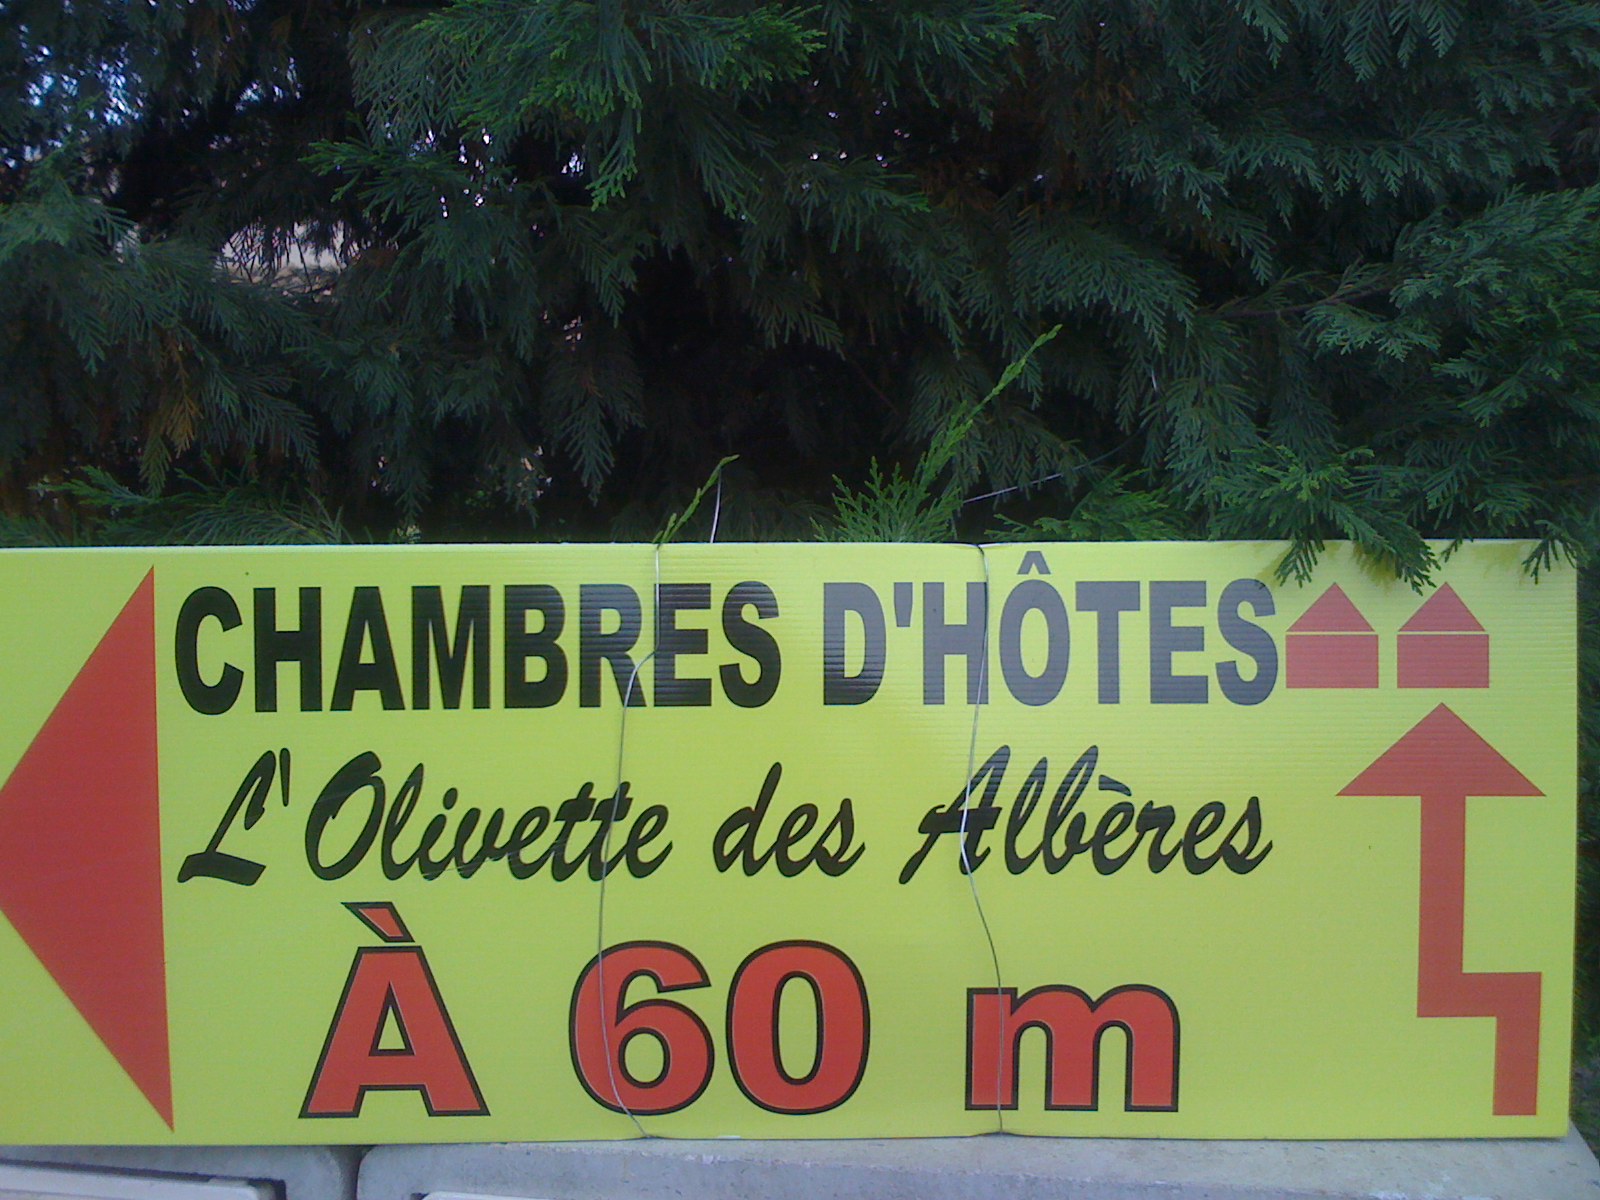 CHAMBRES D'HÔTES
L'Olivette des Albères
À 60 m